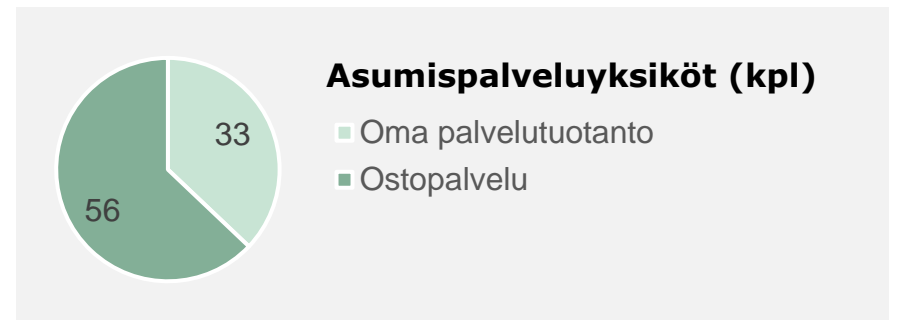 Asumispalveluyksiköt (kpl)
Oma palvelutuotanto
Ostopalvelu
33
56